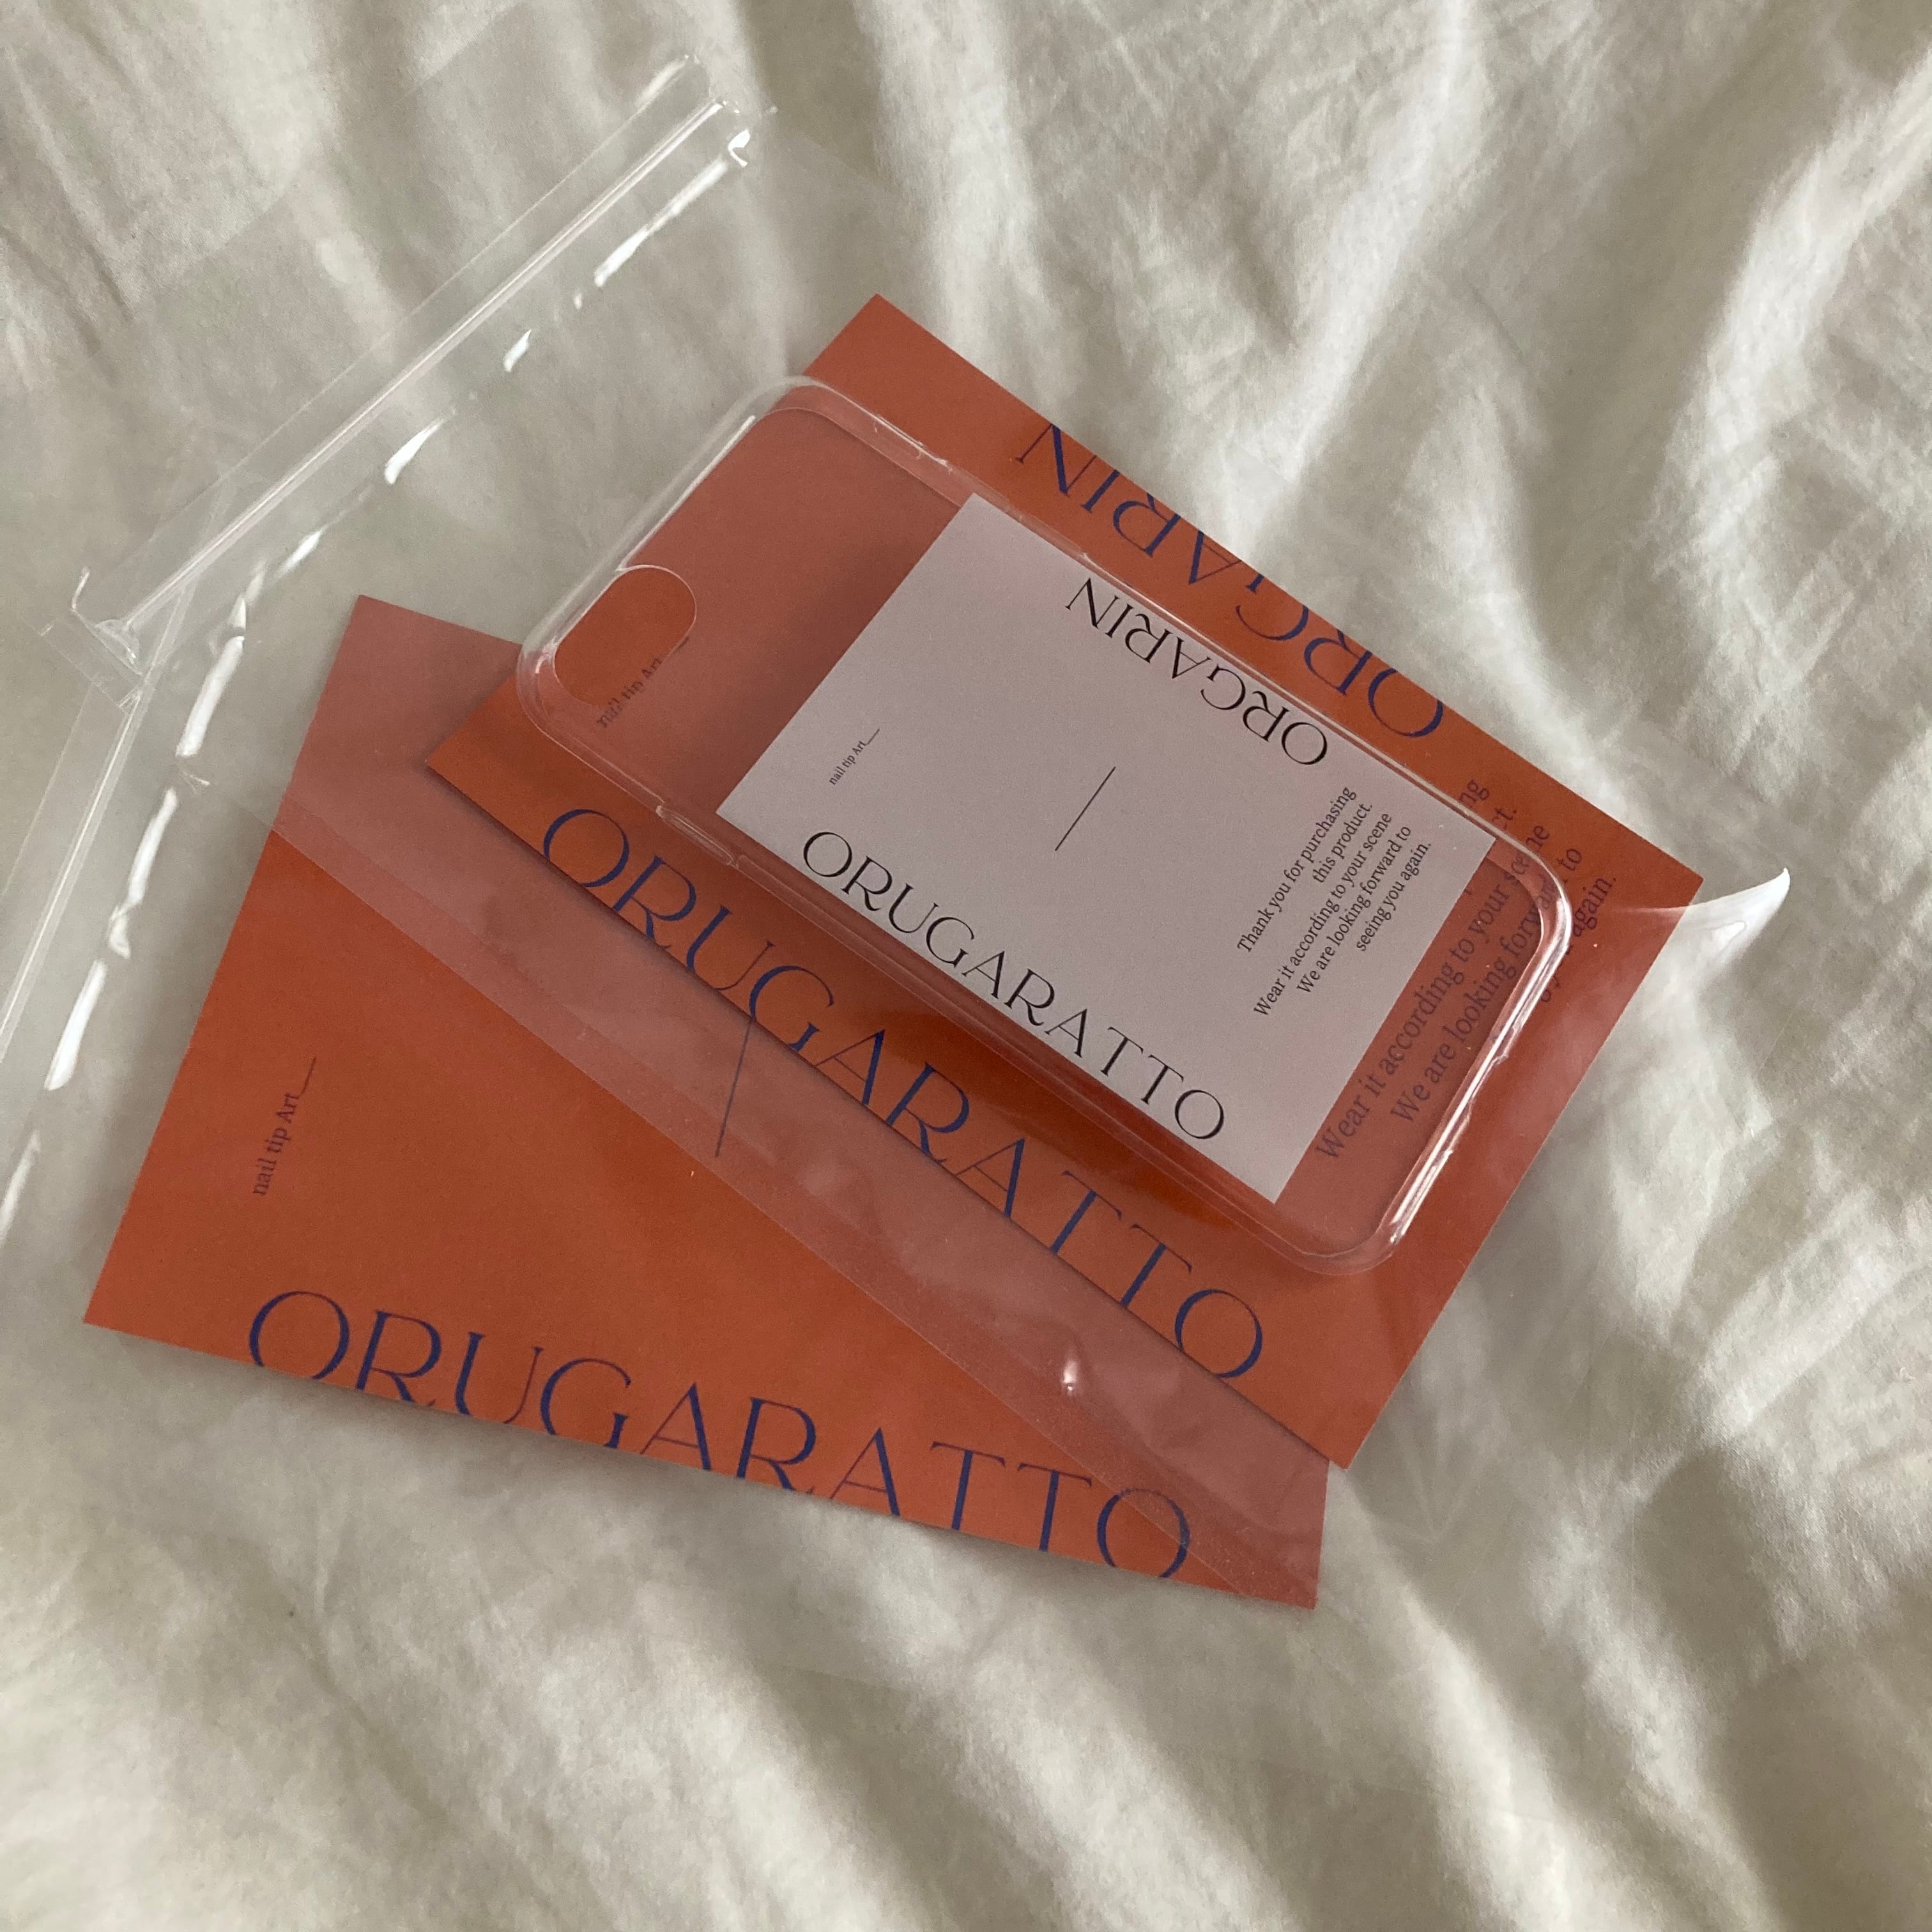 ORGARIN
nail tip Art
ORGARIN
nail tip Art__
Thank you for purchasing
this product.
Wear it according to your scene
We are looking forward to
seeing you again.
ORUGARATTO
Wear it according to your scene
We are looking forward to
again.
ORUGARATTO
nail tip Art__
ORUGARATTO